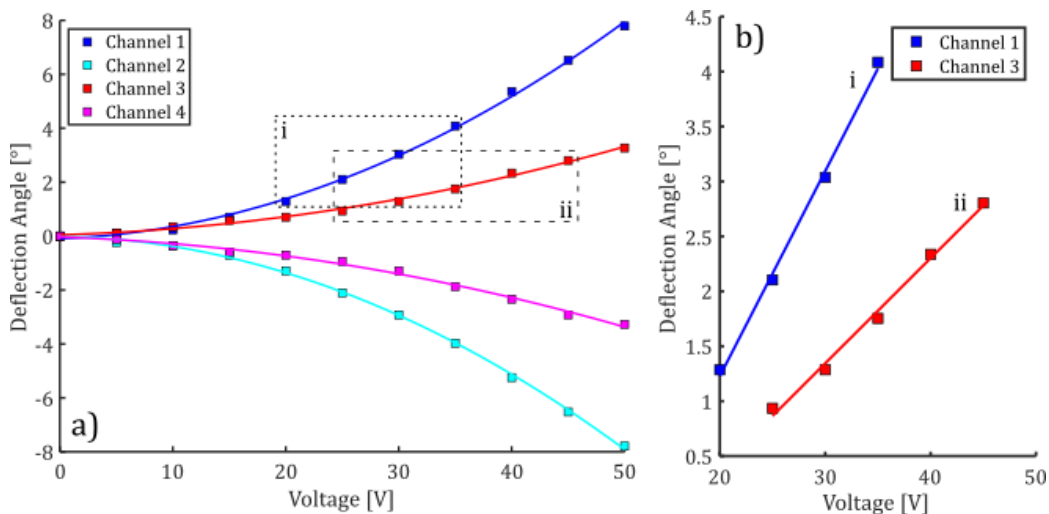 a)
Deflection Angle [°]
8
6
4
2
0
-2
-4
-6
-8
Channel 1
Channel 2
Channel 3
Channel 4
i
ii
0 10 20 30 40 50
Voltage [V]
b)
Deflection Angle [°]
4.5
4
3.5
3
2.5
2
1.5
1
0.5
Channel 1
Channel 3
i
ii
20 30 40 50
Voltage [V]